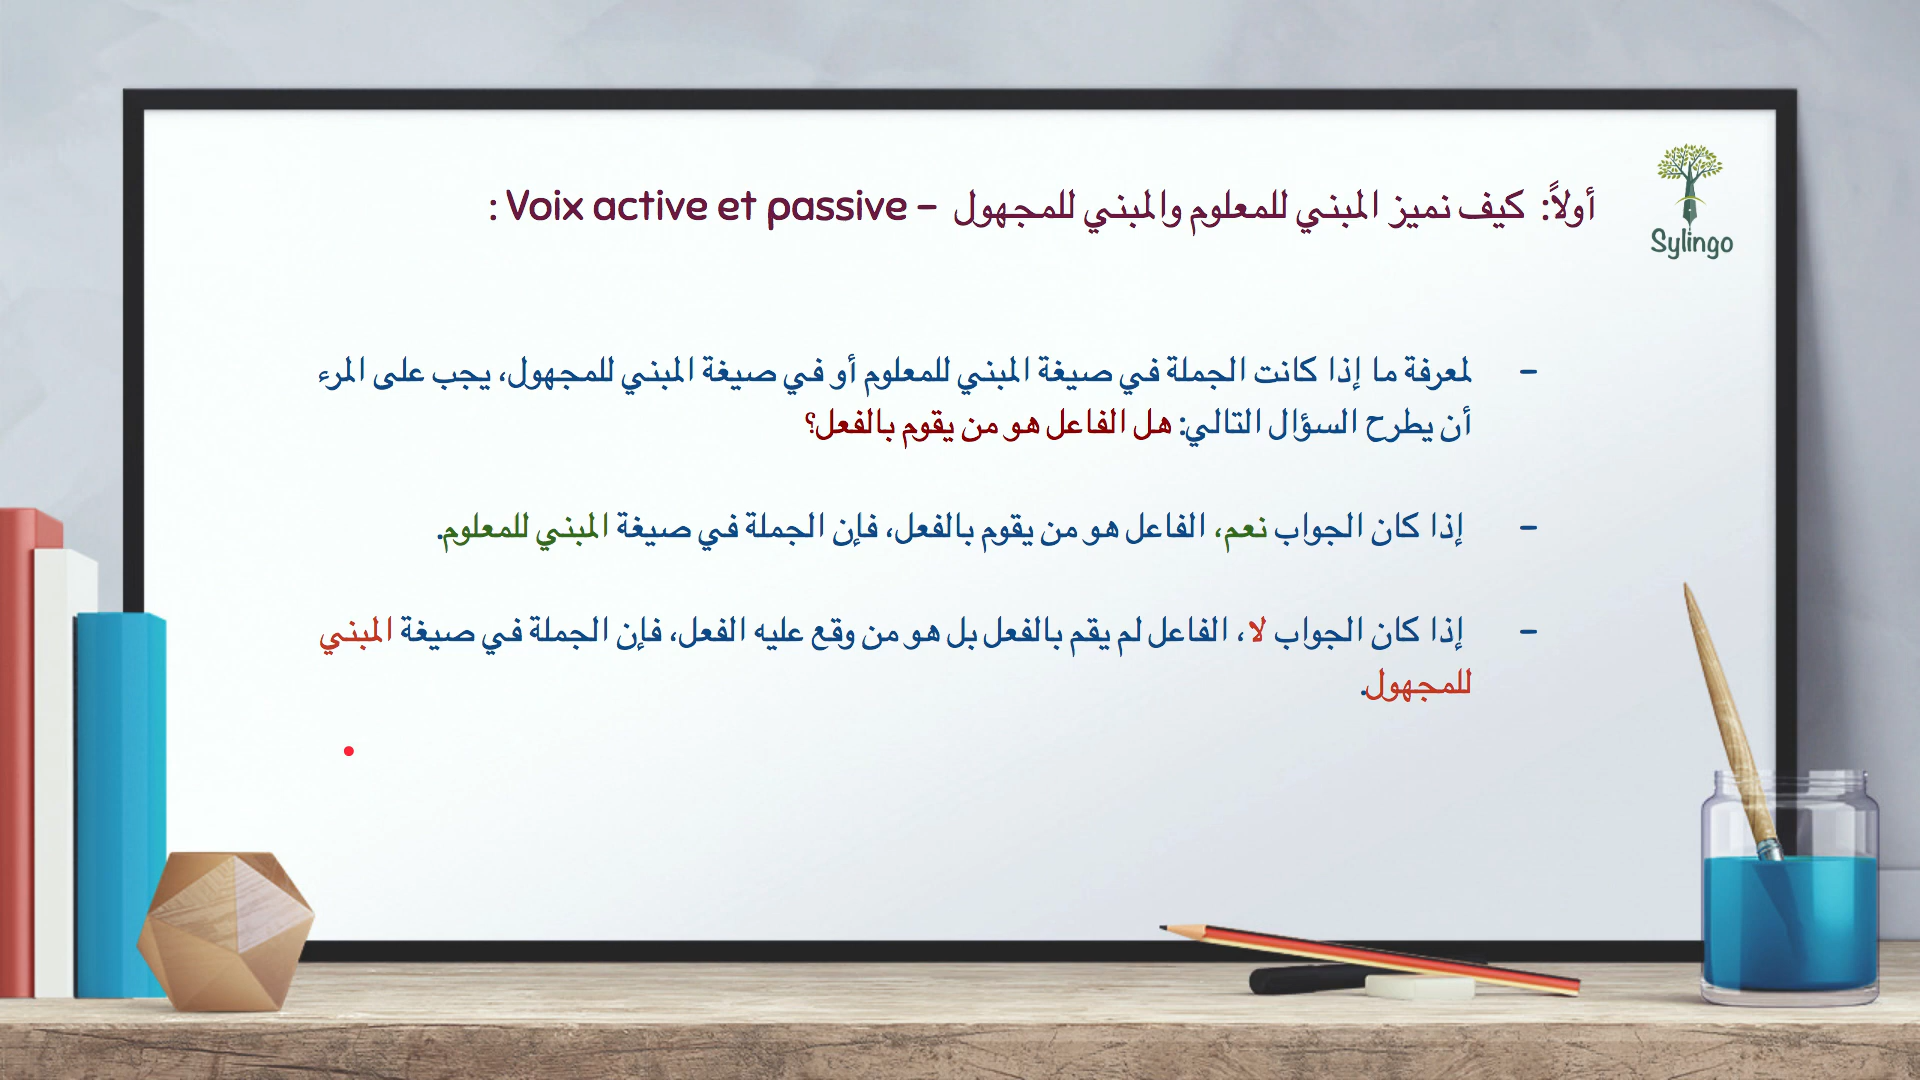 أولاً: كيف نميز المبني للمعلوم والمبني للمجهول – Voix active et passive :
Sylingo
– لمعرفة ما إذا كانت الجملة في صيغة المبني للمعلوم أو في صيغة المبني للمجهول، يجب على المرء
أن يطرح السؤال التالي: هل الفاعل هو من يقوم بالفعل؟
– إذا كان الجواب نعم، الفاعل هو من يقوم بالفعل، فإن الجملة في صيغة المبني للمعلوم.
– إذا كان الجواب لا، الفاعل لم يقم بالفعل بل هو من وقع عليه الفعل، فإن الجملة في صيغة المبني
للمجهول.